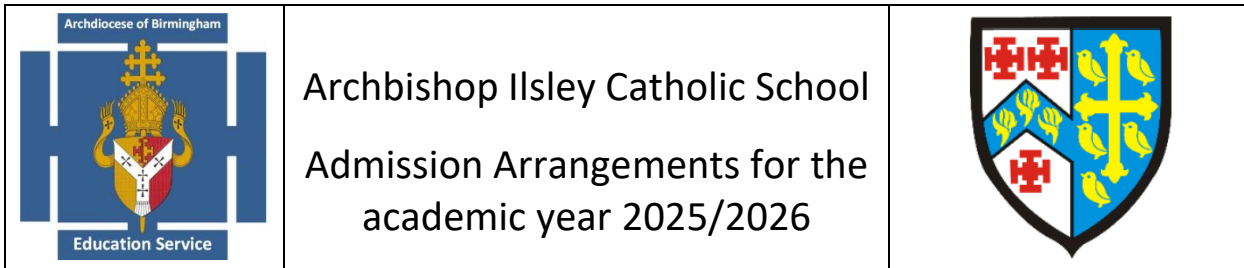 Archdiocese of Birmingham
Education Service
Archbishop Ilsley Catholic School
Admission Arrangements for the
academic year 2025/2026